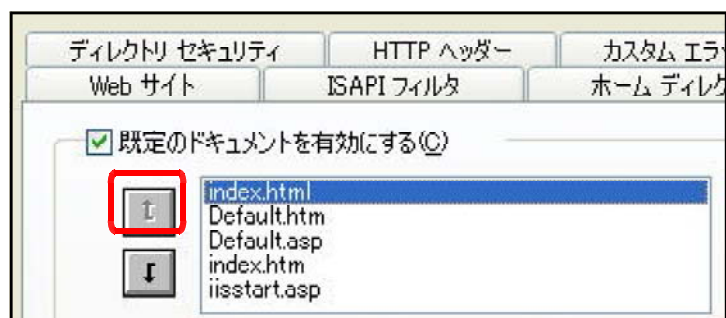 ディレクトリ セキュリティ HTTP ヘッダー カスタム エラ
Web サイト ISAPI フィルタ ホーム ディレク
既定のドキュメントを有効にする(C)
index.html
Default.htm
Default.asp
index.htm
iisstart.asp